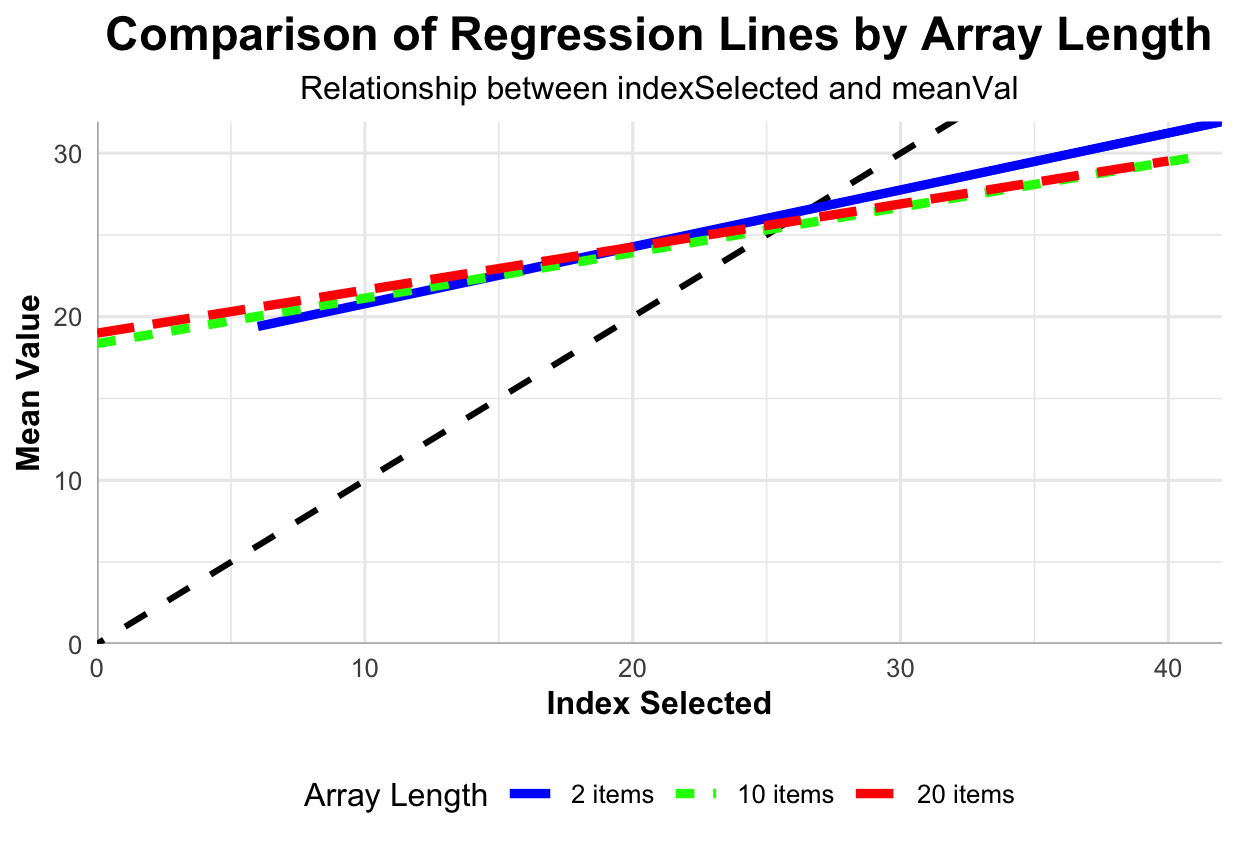 Comparison of Regression Lines by Array Length
Relationship between indexSelected and meanVal
Mean Value
30
20
10
0
0 10 20 30 40
Index Selected
Array Length 2 items 10 items 20 items